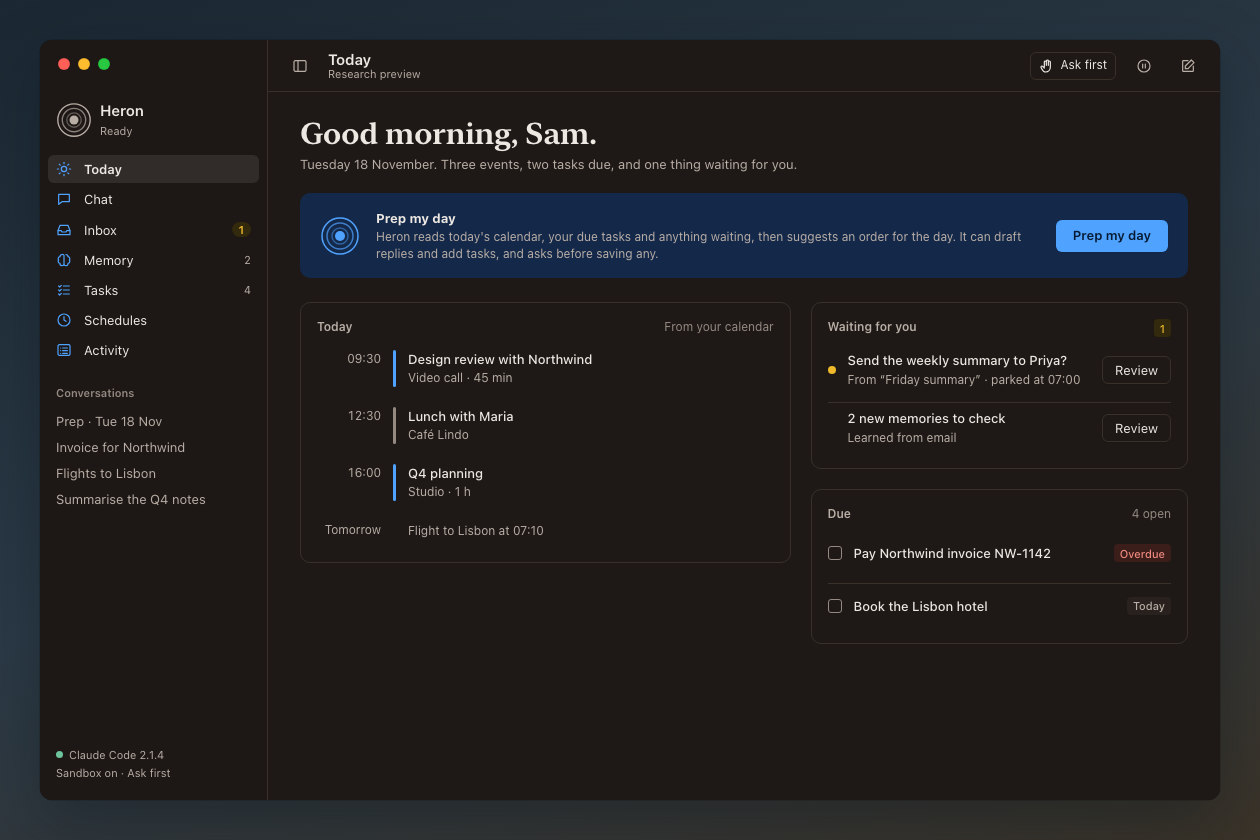 Heron
Ready
Today
Chat
Inbox 1
Memory 2
Tasks 4
Schedules
Activity
Conversations
Prep · Tue 18 Nov
Invoice for Northwind
Flights to Lisbon
Summarise the Q4 notes
Claude Code 2.1.4
Sandbox on · Ask first
Today
Research preview
Ask first
Good morning, Sam.
Tuesday 18 November. Three events, two tasks due, and one thing waiting for you.
Prep my day
Heron reads today's calendar, your due tasks and anything waiting, then suggests an order for the day. It can draft
replies and add tasks, and asks before saving any.
Prep my day
Today From your calendar
09:30 Design review with Northwind
Video call · 45 min
12:30 Lunch with Maria
Café Lindo
16:00 Q4 planning
Studio · 1 h
Tomorrow Flight to Lisbon at 07:10
Waiting for you 1
Send the weekly summary to Priya?
From “Friday summary” · parked at 07:00
Review
2 new memories to check
Learned from email
Review
Due 4 open
Pay Northwind invoice NW-1142 Overdue
Book the Lisbon hotel Today